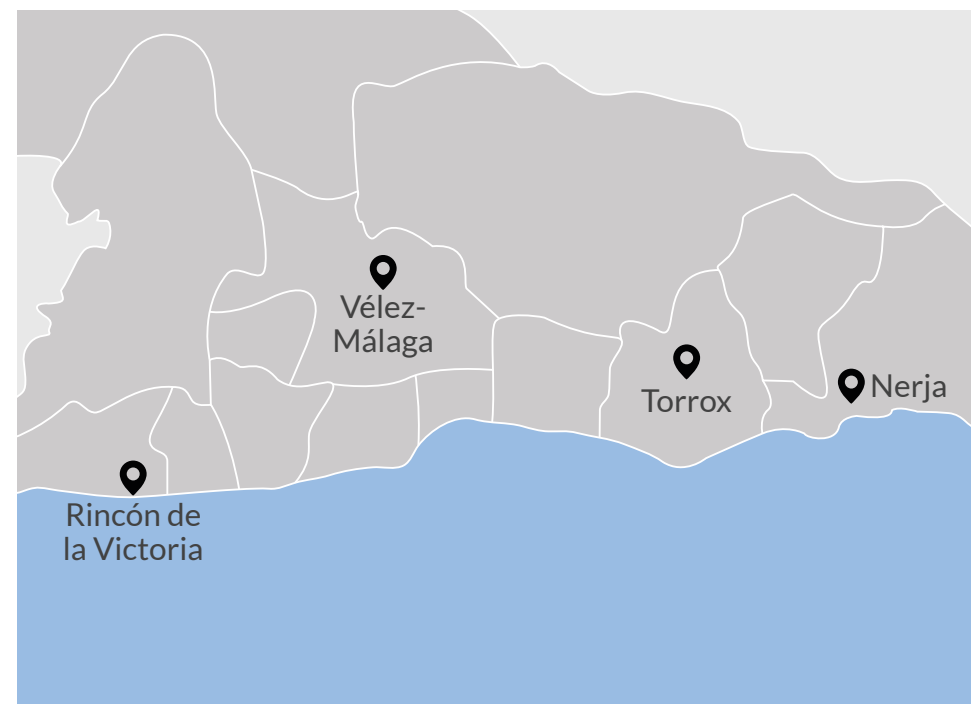 Vélez-
Málaga
Nerja
Torrox
Rincón de
la Victoria